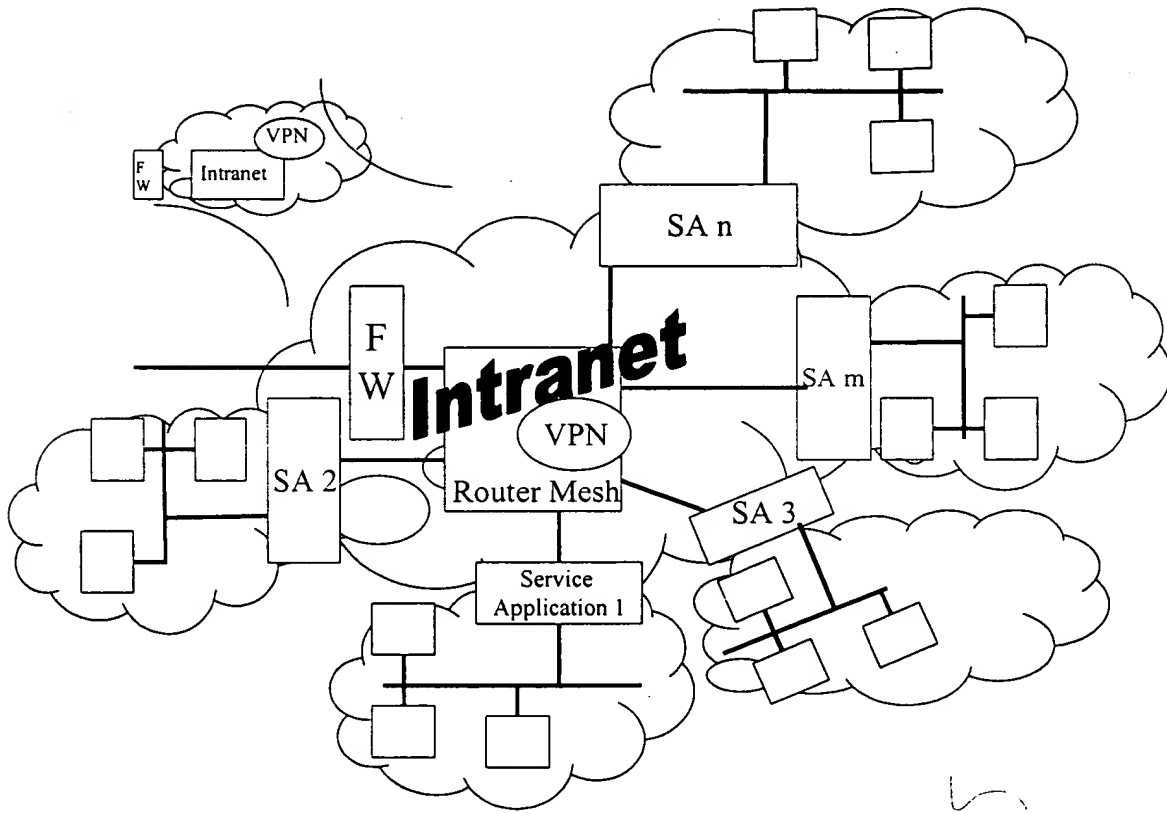 VPN
F
W
Intranet
SA n
F
W
Intranet
SA m
VPN
SA 2
Router Mesh
SA 3
Service
Application 1